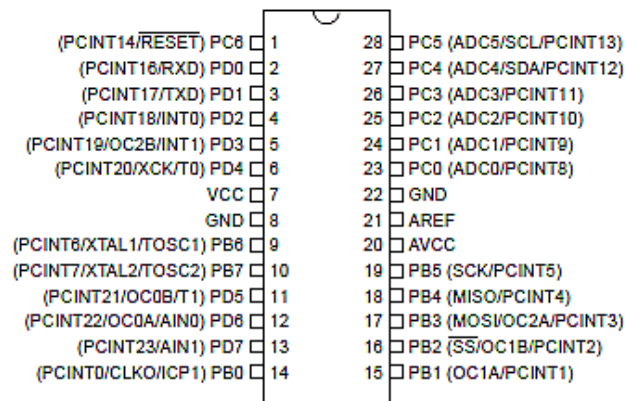 (PCINT14/RESET) PC6 1 28 PC5 (ADC5/SCL/PCINT13)
(PCINT16/RXD) PD0 2 27 PC4 (ADC4/SDA/PCINT12)
(PCINT17/TXD) PD1 3 26 PC3 (ADC3/PCINT11)
(PCINT18/INT0) PD2 4 25 PC2 (ADC2/PCINT10)
(PCINT19/OC2B/INT1) PD3 5 24 PC1 (ADC1/PCINT9)
(PCINT20/XCK/T0) PD4 6 23 PC0 (ADC0/PCINT8)
VCC 7 22 GND
GND 8 21 AREF
(PCINT6/XTAL1/TOSC1) PB6 9 20 AVCC
(PCINT7/XTAL2/TOSC2) PB7 10 19 PB5 (SCK/PCINT5)
(PCINT21/OC0B/T1) PD5 11 18 PB4 (MISO/PCINT4)
(PCINT22/OC0A/AIN0) PD6 12 17 PB3 (MOSI/OC2A/PCINT3)
(PCINT23/AIN1) PD7 13 16 PB2 (SS/OC1B/PCINT2)
(PCINT0/CLKO/ICP1) PB0 14 15 PB1 (OC1A/PCINT1)